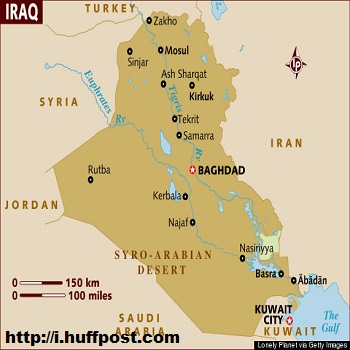 IRAQ
TURKEY
Zakho
Mosul
Sinjar
Ash Sharqat
Kirkuk
Euphrates
Rv
Tigris
Rv
SYRIA
Tekrit
Samarra
IRAN
Rutba
BAGHDAD
JORDAN
Kerbala
Najaf
SYRO-ARABIAN
DESERT
Nasiriyya
Basra
Ābādān
0 150 km
0 100 miles
SAUDI
ARABIA
KUWAIT
CITY
KUWAIT
The
Gulf
http://i.huffpost.com
Lonely Planet via Getty Images